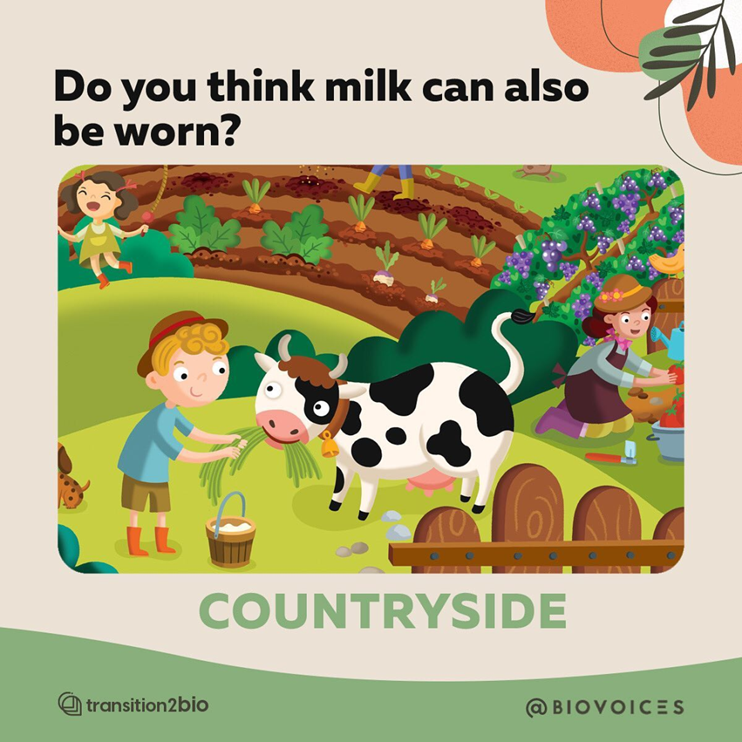 Do you think milk can also
be worn?
COUNTRYSIDE
transition2bio
@BIOVOICES